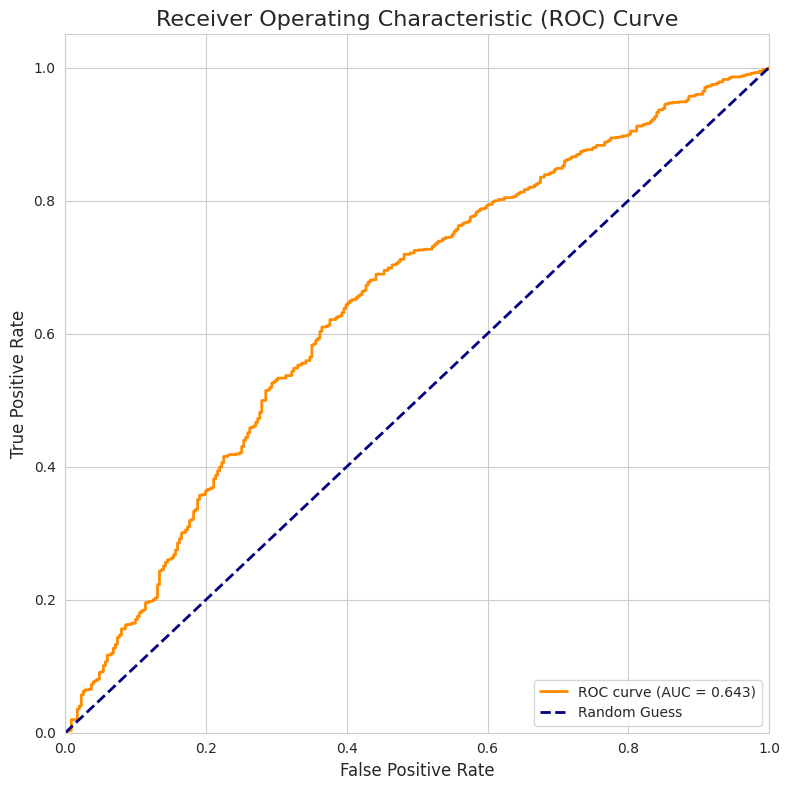 Receiver Operating Characteristic (ROC) Curve
True Positive Rate
1.0
0.8
0.6
0.4
0.2
0.0
0.0 0.2 0.4 0.6 0.8 1.0
False Positive Rate
ROC curve (AUC = 0.643)
Random Guess